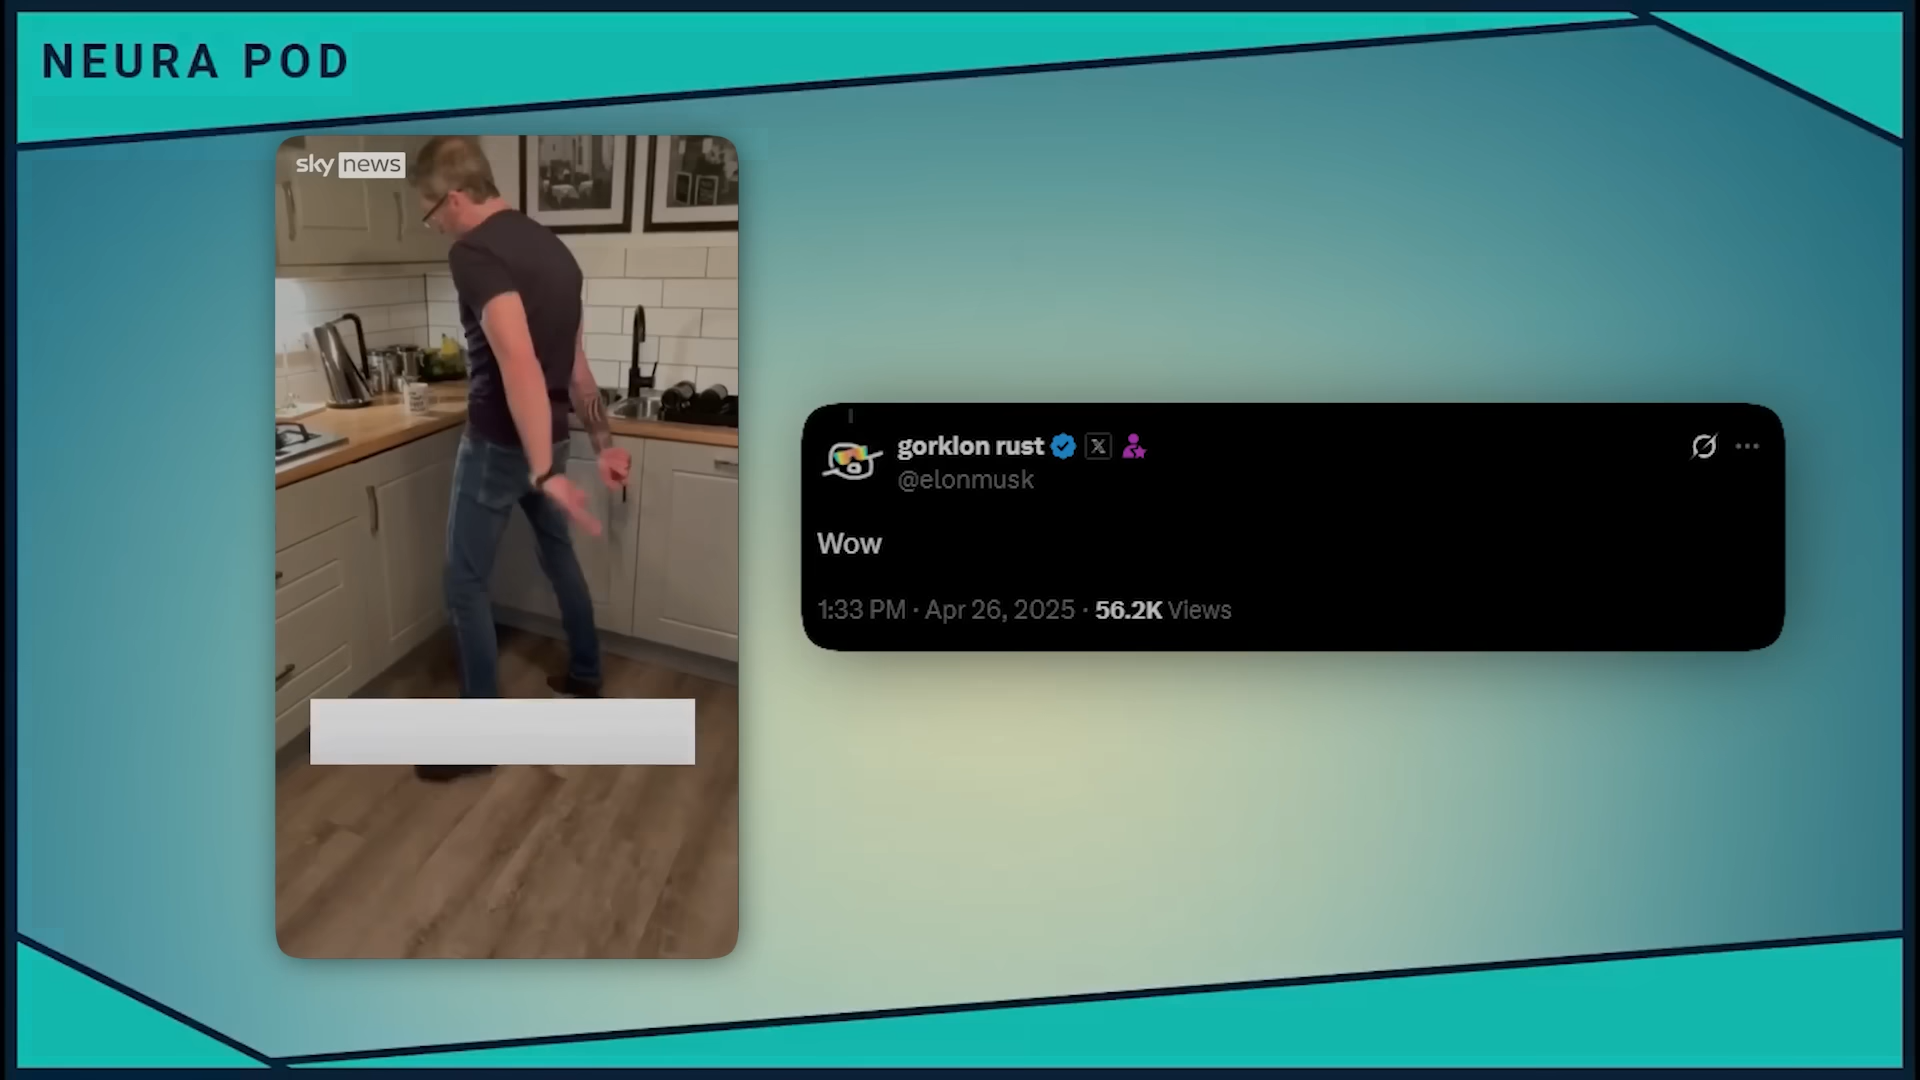 NEURA POD
sky news
gorklon rust
@elonmusk
Wow
1:33 PM · Apr 26, 2025 · 56.2K Views